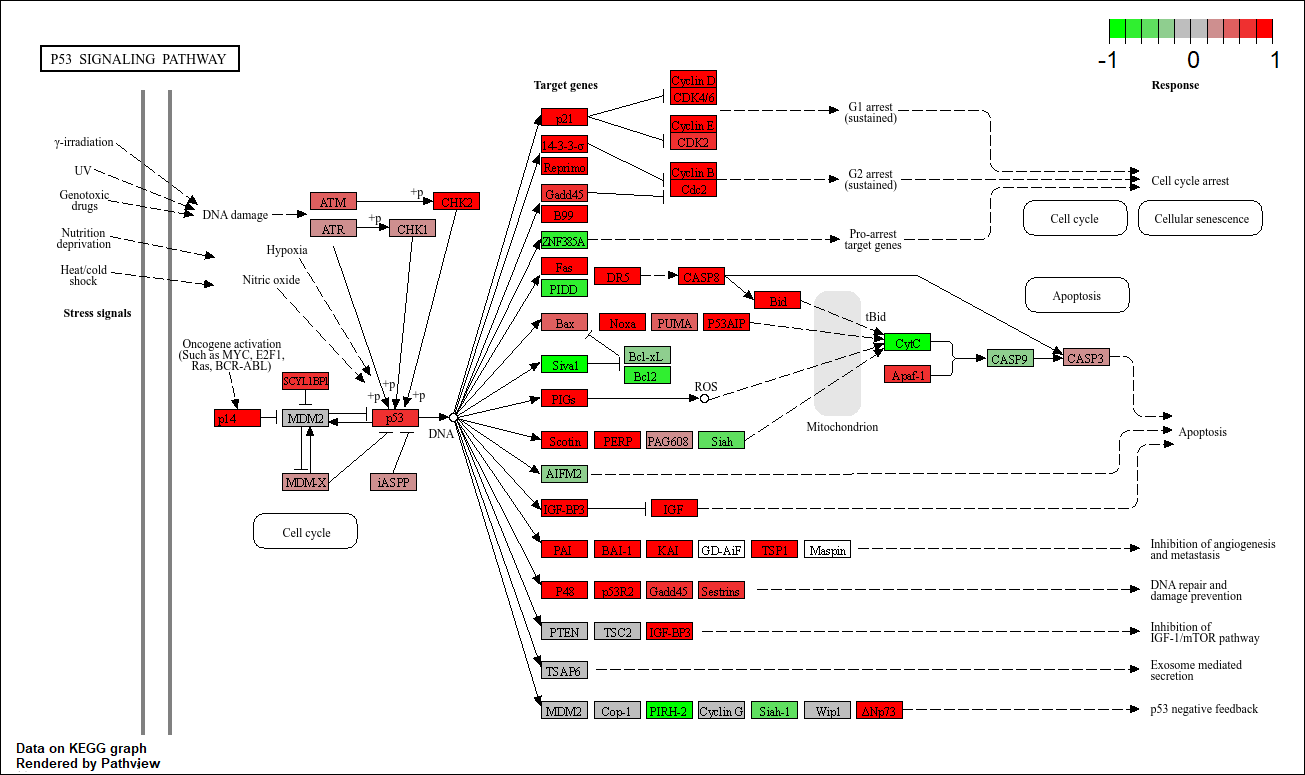 P53 SIGNALING PATHWAY
-1 0 1
Response
Target genes
γ-irradiation
UV
Genotoxic
drugs
Nutrition
deprivation
Heat/cold
shock
Stress signals
DNA damage
ATM
+p
CHK2
ATR
+p
CHK1
Hypoxia
Nitric oxide
Oncogene activation
(Such as MYC, E2F1,
Ras, BCR-ABL)
SCYL1BP1
p14
MDM2
+p
+p
+p
p53
MDM-X
iASPP
Cell cycle
DNA
Cyclin D
CDK4/6
p21
Cyclin E
CDK2
14-3-3-σ
Reprimo
Cyclin B
Cdc2
Gadd45
B99
ZNF385A
G1 arrest
(sustained)
G2 arrest
(sustained)
Pro-arrest
target genes
Cell cycle arrest
Cell cycle
Cellular senescence
Fas
PIDD
DR5
CASP8
Bid
tBid
Apoptosis
Bax
Noxa
PUMA
P53AIP
CytC
Bcl-xL
Bcl2
CASP9
CASP3
Siva1
Apaf-1
PIGs
ROS
Mitochondrion
Scotin
PERP
PAG608
Siah
Apoptosis
AIFM2
IGF-BP3
IGF
PAI
BAI-1
KAI
GD-AiF
TSP1
Maspin
Inhibition of angiogenesis
and metastasis
P48
p53R2
Gadd45
Sestrins
DNA repair and
damage prevention
PTEN
TSC2
IGF-BP3
Inhibition of
IGF-1/mTOR pathway
TSAP6
Exosome mediated
secretion
MDM2
Cop-1
PIRH-2
Cyclin G
Siah-1
Wip1
ΔNp73
p53 negative feedback
Data on KEGG graph
Rendered by Pathview